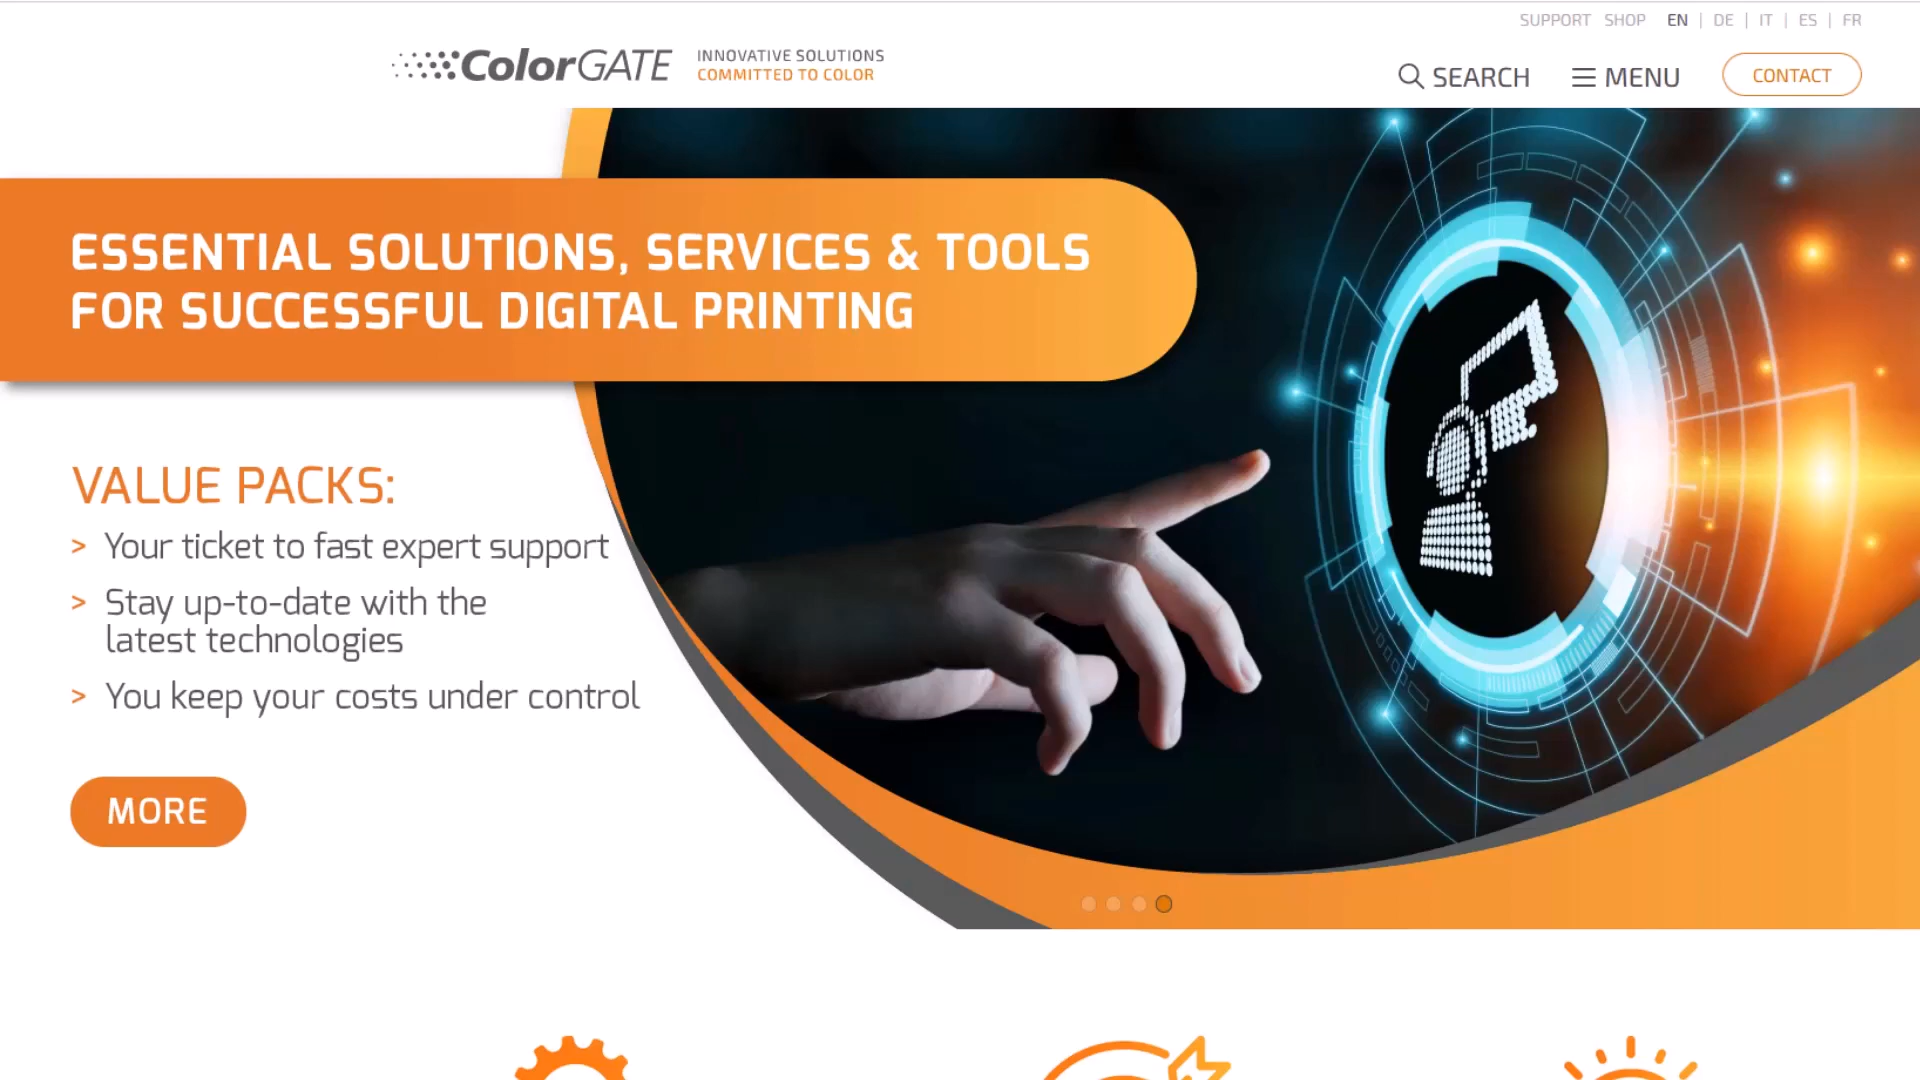 SUPPORT SHOP EN | DE | IT | ES | FR
ColorGATE
INNOVATIVE SOLUTIONS
COMMITTED TO COLOR
SEARCH
MENU
CONTACT
ESSENTIAL SOLUTIONS, SERVICES & TOOLS
FOR SUCCESSFUL DIGITAL PRINTING
VALUE PACKS:
> Your ticket to fast expert support
> Stay up-to-date with the
latest technologies
> You keep your costs under control
MORE